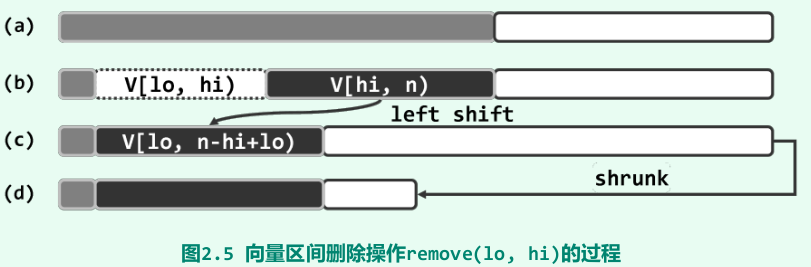 (a)
(b) V[lo, hi) V[hi, n)
left shift
(c) V[lo, n-hi+lo)
shrunk
(d)
图2.5 向量区间删除操作remove(lo, hi)的过程